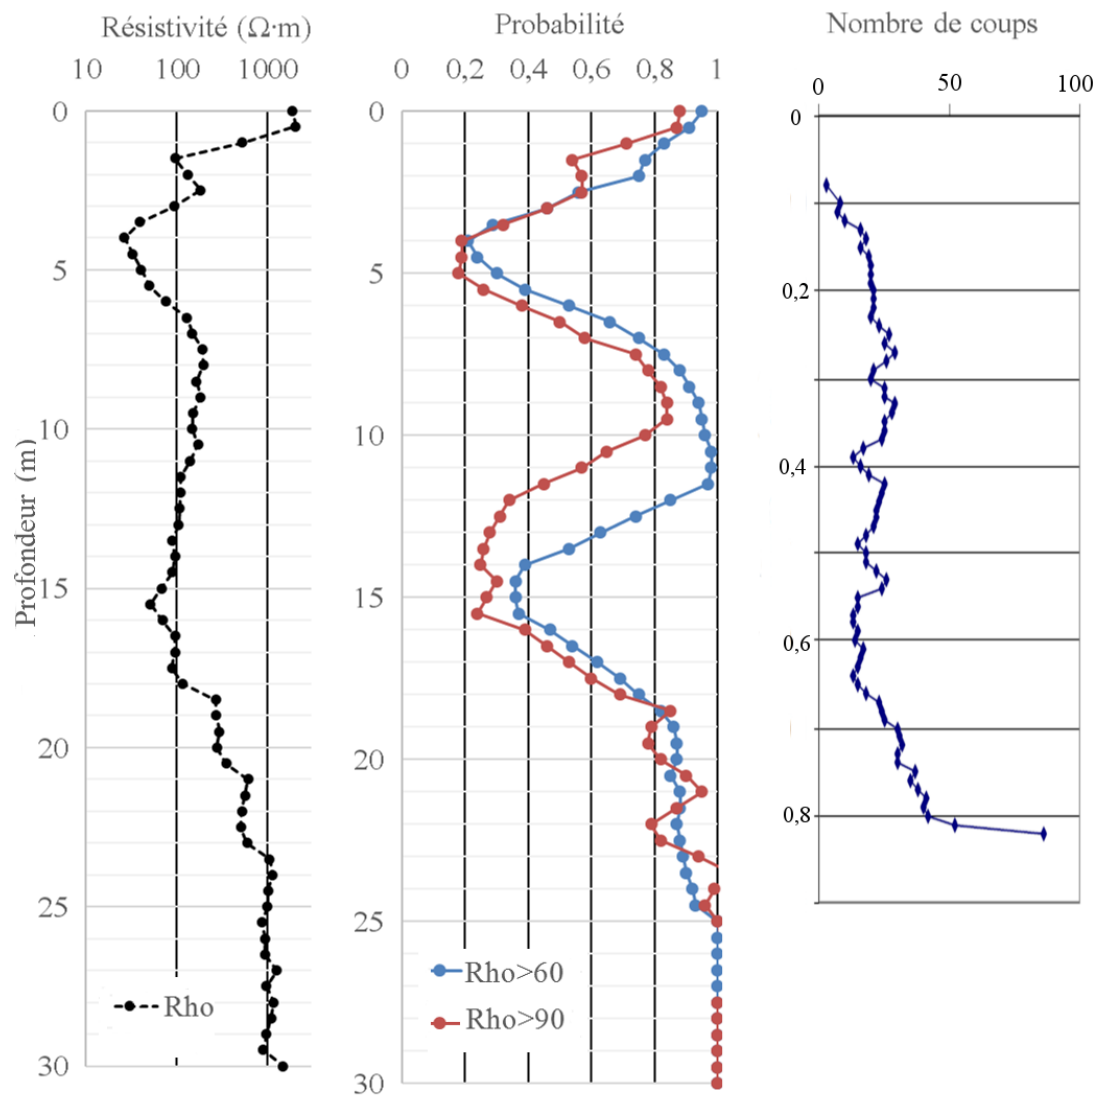 Résistivité (Ω·m)
10 100 1000
0
5
10
15
20
25
30
Profondeur (m)
Rho
Probabilité
0 0,2 0,4 0,6 0,8 1
0
5
10
15
20
25
30
Rho>60
Rho>90
Nombre de coups
0 50 100
0
0,2
0,4
0,6
0,8